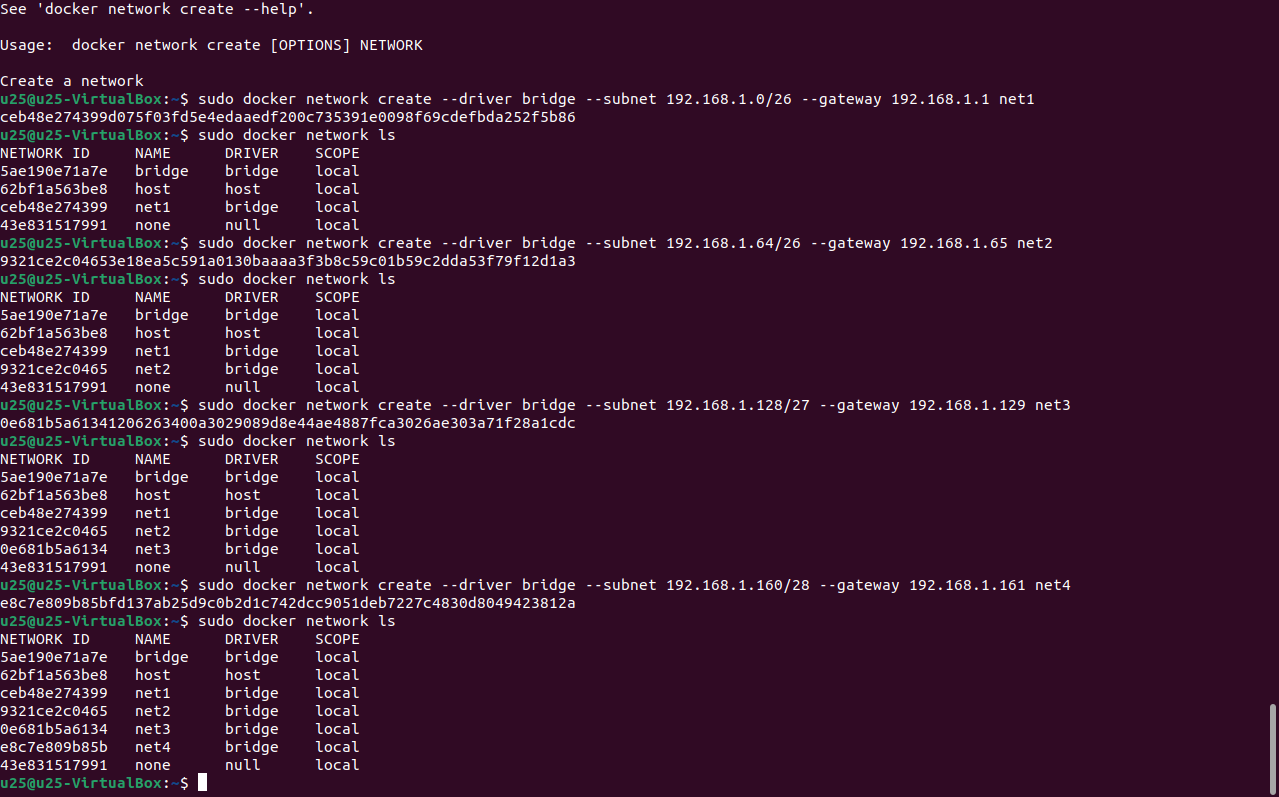 See 'docker network create --help'.
Usage:  docker network create [OPTIONS] NETWORK
Create a network
u25@u25-VirtualBox:~$ sudo docker network create --driver bridge --subnet 192.168.1.0/26 --gateway 192.168.1.1 net1
ceb48e274399d075f03fd5e4edaaedf200c735391e0098f69cdefbda252f5b86
u25@u25-VirtualBox:~$ sudo docker network ls
NETWORK ID     NAME      DRIVER    SCOPE
5ae190e71a7e   bridge    bridge    local
62bf1a563be8   host      host      local
ceb48e274399   net1      bridge    local
43e831517991   none      null      local
u25@u25-VirtualBox:~$ sudo docker network create --driver bridge --subnet 192.168.1.64/26 --gateway 192.168.1.65 net2
9321ce2c04653e18ea5c591a0130baaaa3f3b8c59c01b59c2dda53f79f12d1a3
u25@u25-VirtualBox:~$ sudo docker network ls
NETWORK ID     NAME      DRIVER    SCOPE
5ae190e71a7e   bridge    bridge    local
62bf1a563be8   host      host      local
ceb48e274399   net1      bridge    local
9321ce2c0465   net2      bridge    local
43e831517991   none      null      local
u25@u25-VirtualBox:~$ sudo docker network create --driver bridge --subnet 192.168.1.128/27 --gateway 192.168.1.129 net3
0e681b5a61341206263400a3029089d8e44ae4887fca3026ae303a71f28a1cdc
u25@u25-VirtualBox:~$ sudo docker network ls
NETWORK ID     NAME      DRIVER    SCOPE
5ae190e71a7e   bridge    bridge    local
62bf1a563be8   host      host      local
ceb48e274399   net1      bridge    local
9321ce2c0465   net2      bridge    local
0e681b5a6134   net3      bridge    local
43e831517991   none      null      local
u25@u25-VirtualBox:~$ sudo docker network create --driver bridge --subnet 192.168.1.160/28 --gateway 192.168.1.161 net4
e8c7e809b85bfd137ab25d9c0b2d1c742dcc9051deb7227c4830d8049423812a
u25@u25-VirtualBox:~$ sudo docker network ls
NETWORK ID     NAME      DRIVER    SCOPE
5ae190e71a7e   bridge    bridge    local
62bf1a563be8   host      host      local
ceb48e274399   net1      bridge    local
9321ce2c0465   net2      bridge    local
0e681b5a6134   net3      bridge    local
e8c7e809b85b   net4      bridge    local
43e831517991   none      null      local
u25@u25-VirtualBox:~$